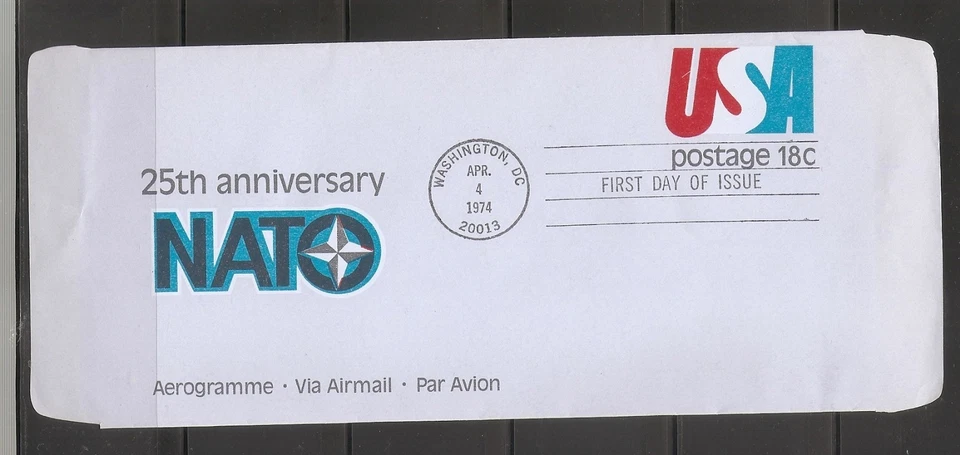 USA
postage 18c
WASHINGTON, DC
APR.
4
1974
20013
FIRST DAY OF ISSUE
25th anniversary
NATO
Aerogramme · Via Airmail · Par Avion